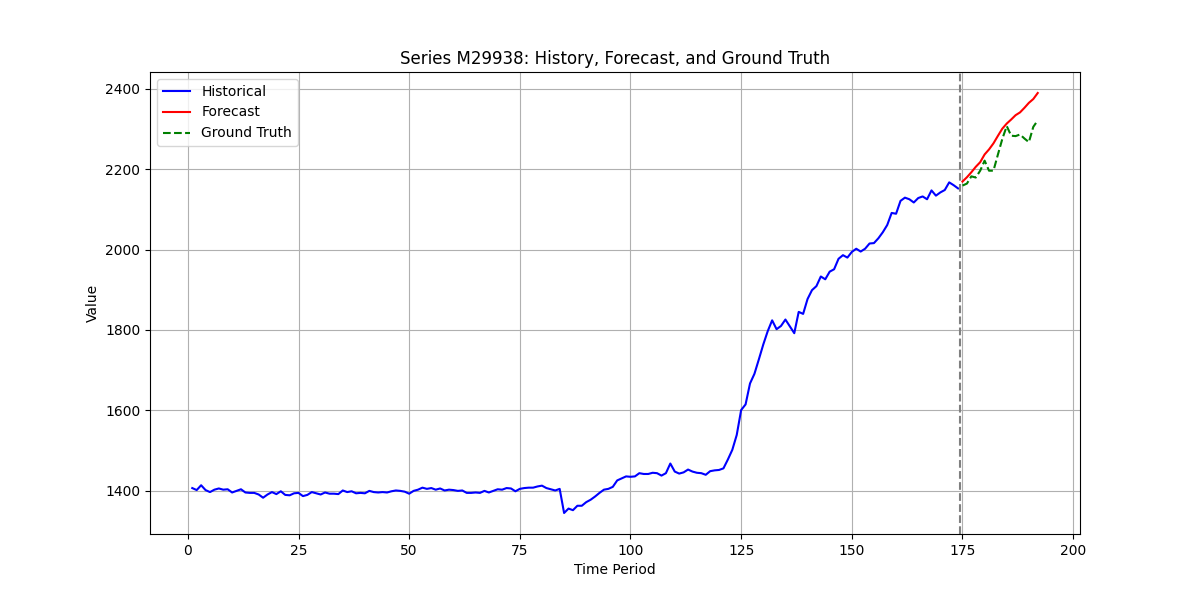 Series M29938: History, Forecast, and Ground Truth
Historical
Forecast
Ground Truth
2400
2200
2000
1800
1600
1400
Value
0 25 50 75 100 125 150 175 200
Time Period